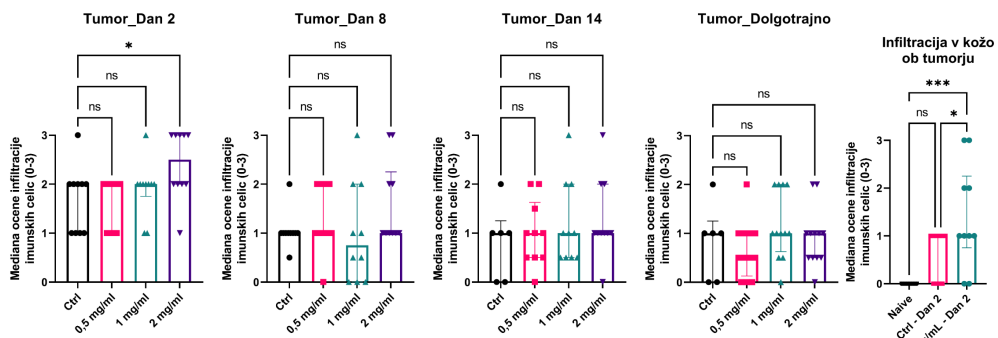 Tumor_Dan 2
*
ns
ns
Mediana ocene infiltracije
imunskih celic (0-3)
3
2
1
0
Ctrl
0,5 mg/ml
1 mg/ml
2 mg/ml
Tumor_Dan 8
ns
ns
ns
Mediana ocene infiltracije
imunskih celic (0-3)
3
2
1
0
Ctrl
0,5 mg/ml
1 mg/ml
2 mg/ml
Tumor_Dan 14
ns
ns
ns
Mediana ocene infiltracije
imunskih celic (0-3)
3
2
1
0
Ctrl
0,5 mg/ml
1 mg/ml
2 mg/ml
Tumor_Dolgotrajno
ns
ns
ns
Mediana ocene infiltracije
imunskih celic (0-3)
3
2
1
0
Ctrl
0,5 mg/ml
1 mg/ml
2 mg/ml
Infiltracija v kožo
ob tumorju
***
ns
*
Mediana ocene infiltracije
imunskih celic (0-3)
3
2
1
0
Naive
Ctrl - Dan 2
/mL - Dan 2